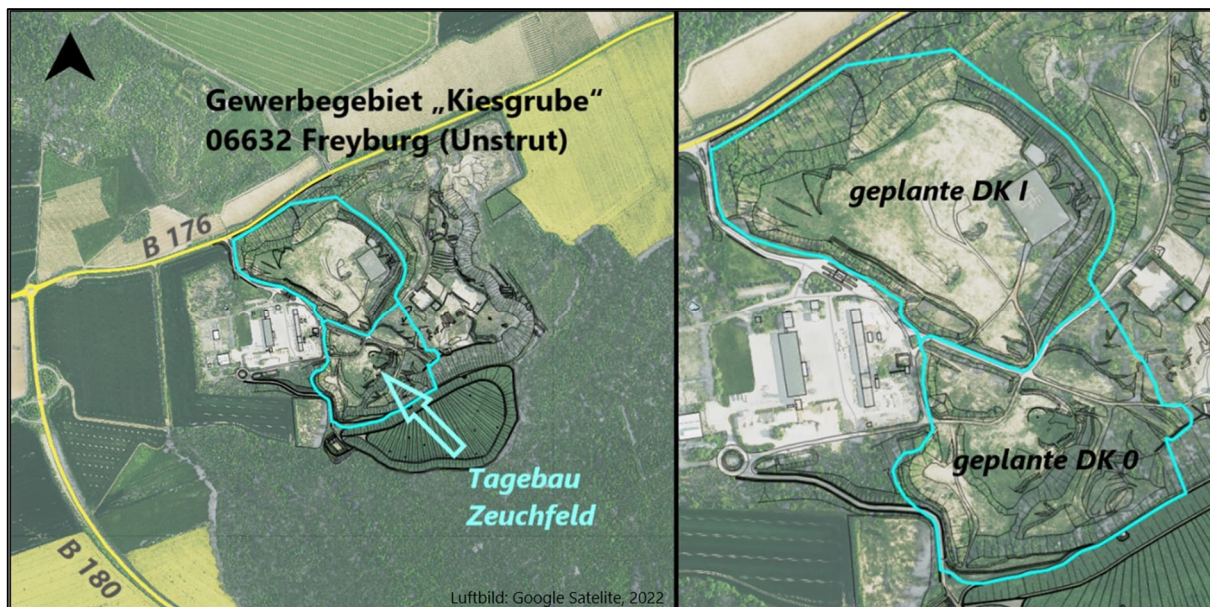 Gewerbegebiet „Kiesgrube“
06632 Freyburg (Unstrut)
B 176
Tagebau
Zeuchfeld
B 180
Luftbild: Google Satelite, 2022
geplante DK I
geplante DK 0